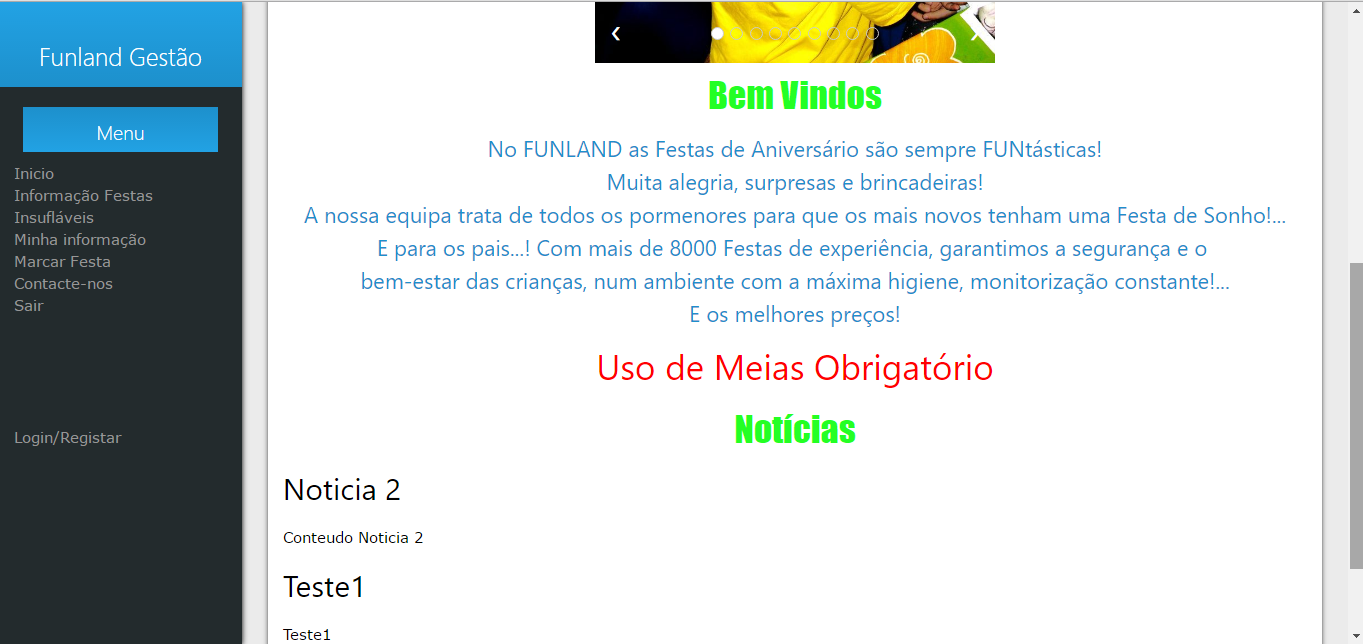 Funland Gestão
Menu
Inicio
Informação Festas
Insufláveis
Minha informação
Marcar Festa
Contacte-nos
Sair
Login/Registar
Bem Vindos
No FUNLAND as Festas de Aniversário são sempre FUNtásticas!
Muita alegria, surpresas e brincadeiras!
A nossa equipa trata de todos os pormenores para que os mais novos tenham uma Festa de Sonho!...
E para os pais...! Com mais de 8000 Festas de experiência, garantimos a segurança e o
bem-estar das crianças, num ambiente com a máxima higiene, monitorização constante!...
E os melhores preços!
Uso de Meias Obrigatório
Notícias
Noticia 2
Conteudo Noticia 2
Teste1
Teste1